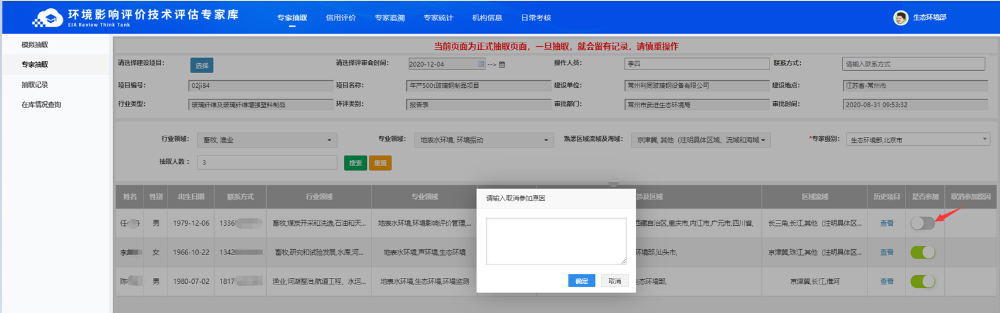 环境影响评价技术评估专家库
EIA Review Think Tank
专家抽取 信用评价 专家追溯 专家统计 机构信息 日常考核
生态环境部
模拟抽取
专家抽取
抽取记录
在库情况查询
当前页面为正式抽取页面，一旦抽取，就会留有记录，请慎重操作
请选择建设项目： 选择 请选择评审会时间： 2020-12-04 --> 操作人员： 李四 联系方式： 请输入联系方式
项目编号： 02ji84 项目名称： 年产500t玻璃钢制品项目 建设单位： 常州利同玻璃钢设备有限公司 建设地点： 江苏省-常州市
行业类型： 玻璃纤维及玻璃纤维增强塑料制品 环评类别： 报告表 审批部门： 常州市武进生态环境局 审批时间： 2020-08-31 09:53:32
行业领域： 畜牧, 渔业 专业领域： 地表水环境, 环境振动 熟悉区域流域及海域： 京津冀, 其他（注明具体区域、流域和海域 *专家级别： 生态环境部,北京市
抽取人数： 3 搜索 重置
姓名 性别 出生日期 联系方式 行业领域 专业领域 涉及区域 区域流域 历史项目 是否参加 取消参加原因
任 男 1979-12-06 1336 畜牧,煤炭开采和洗选,石油和天... 地表水环境,环境影响评价管理,... 西藏自治区,重庆市,内江市,广元市,四川省, 长三角,长江,其他（注明具体区... 查看
李 女 1966-10-22 1342 畜牧,研究和试验发展,水库,河... 地表水环境,声环境,生态环境 环境部,汕头市, 京津冀,珠江,其他（注明具体区... 查看
陈 男 1980-07-02 1817 渔业,河湖整治,航道工程、水运... 地表水环境,生态环境,环境监测 生态环境部, 京津冀,长江,淮河 查看
请输入取消参加原因
确定 取消